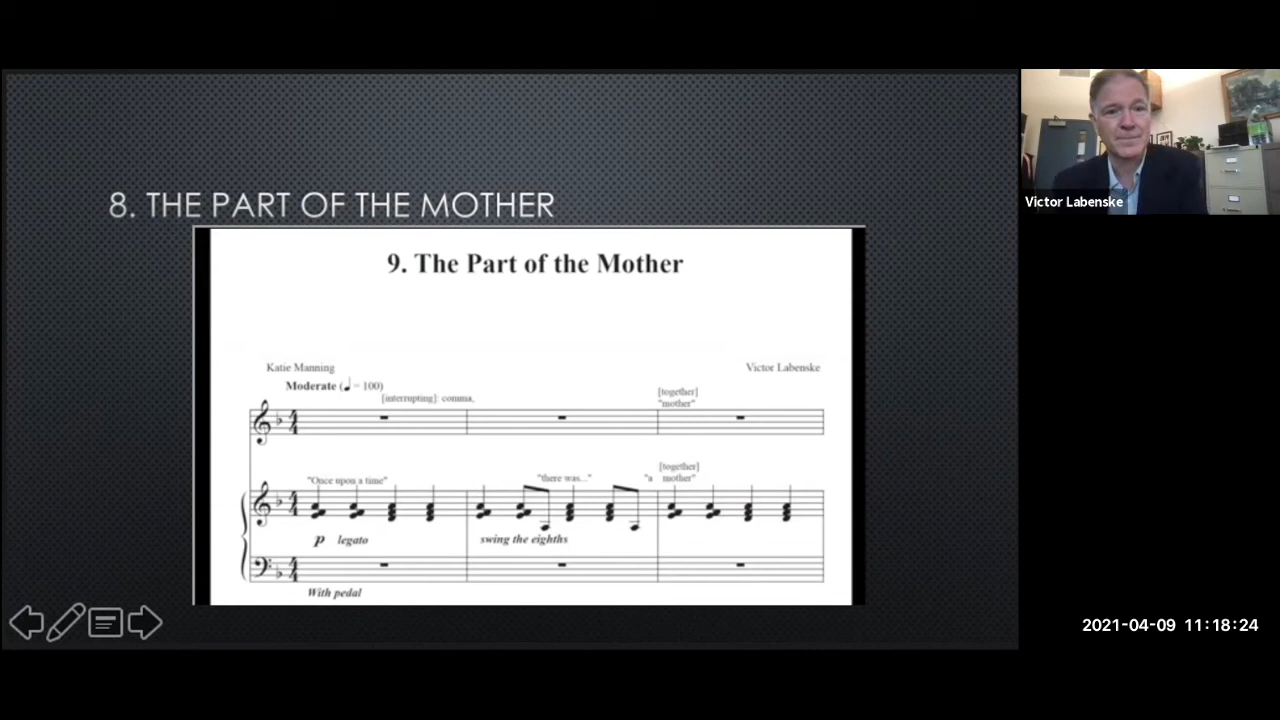 8. THE PART OF THE MOTHER
9. The Part of the Mother
Katie Manning
Victor Labenske
Moderate (♩ = 100)
[interrupting]: comma,
[together]
"mother"
[together]
"Once upon a time"
"there was..."
"a mother"
p legato
swing the eighths
With pedal
Victor Labenske
2021-04-09 11:18:24